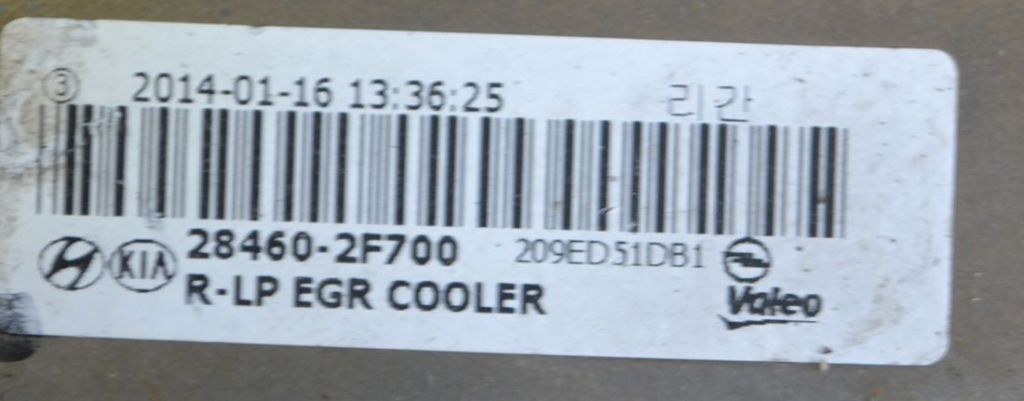 ③ 2014-01-16 13:36:25 리간
KIA 28460-2F700 209ED51DB1
R-LP EGR COOLER Valeo